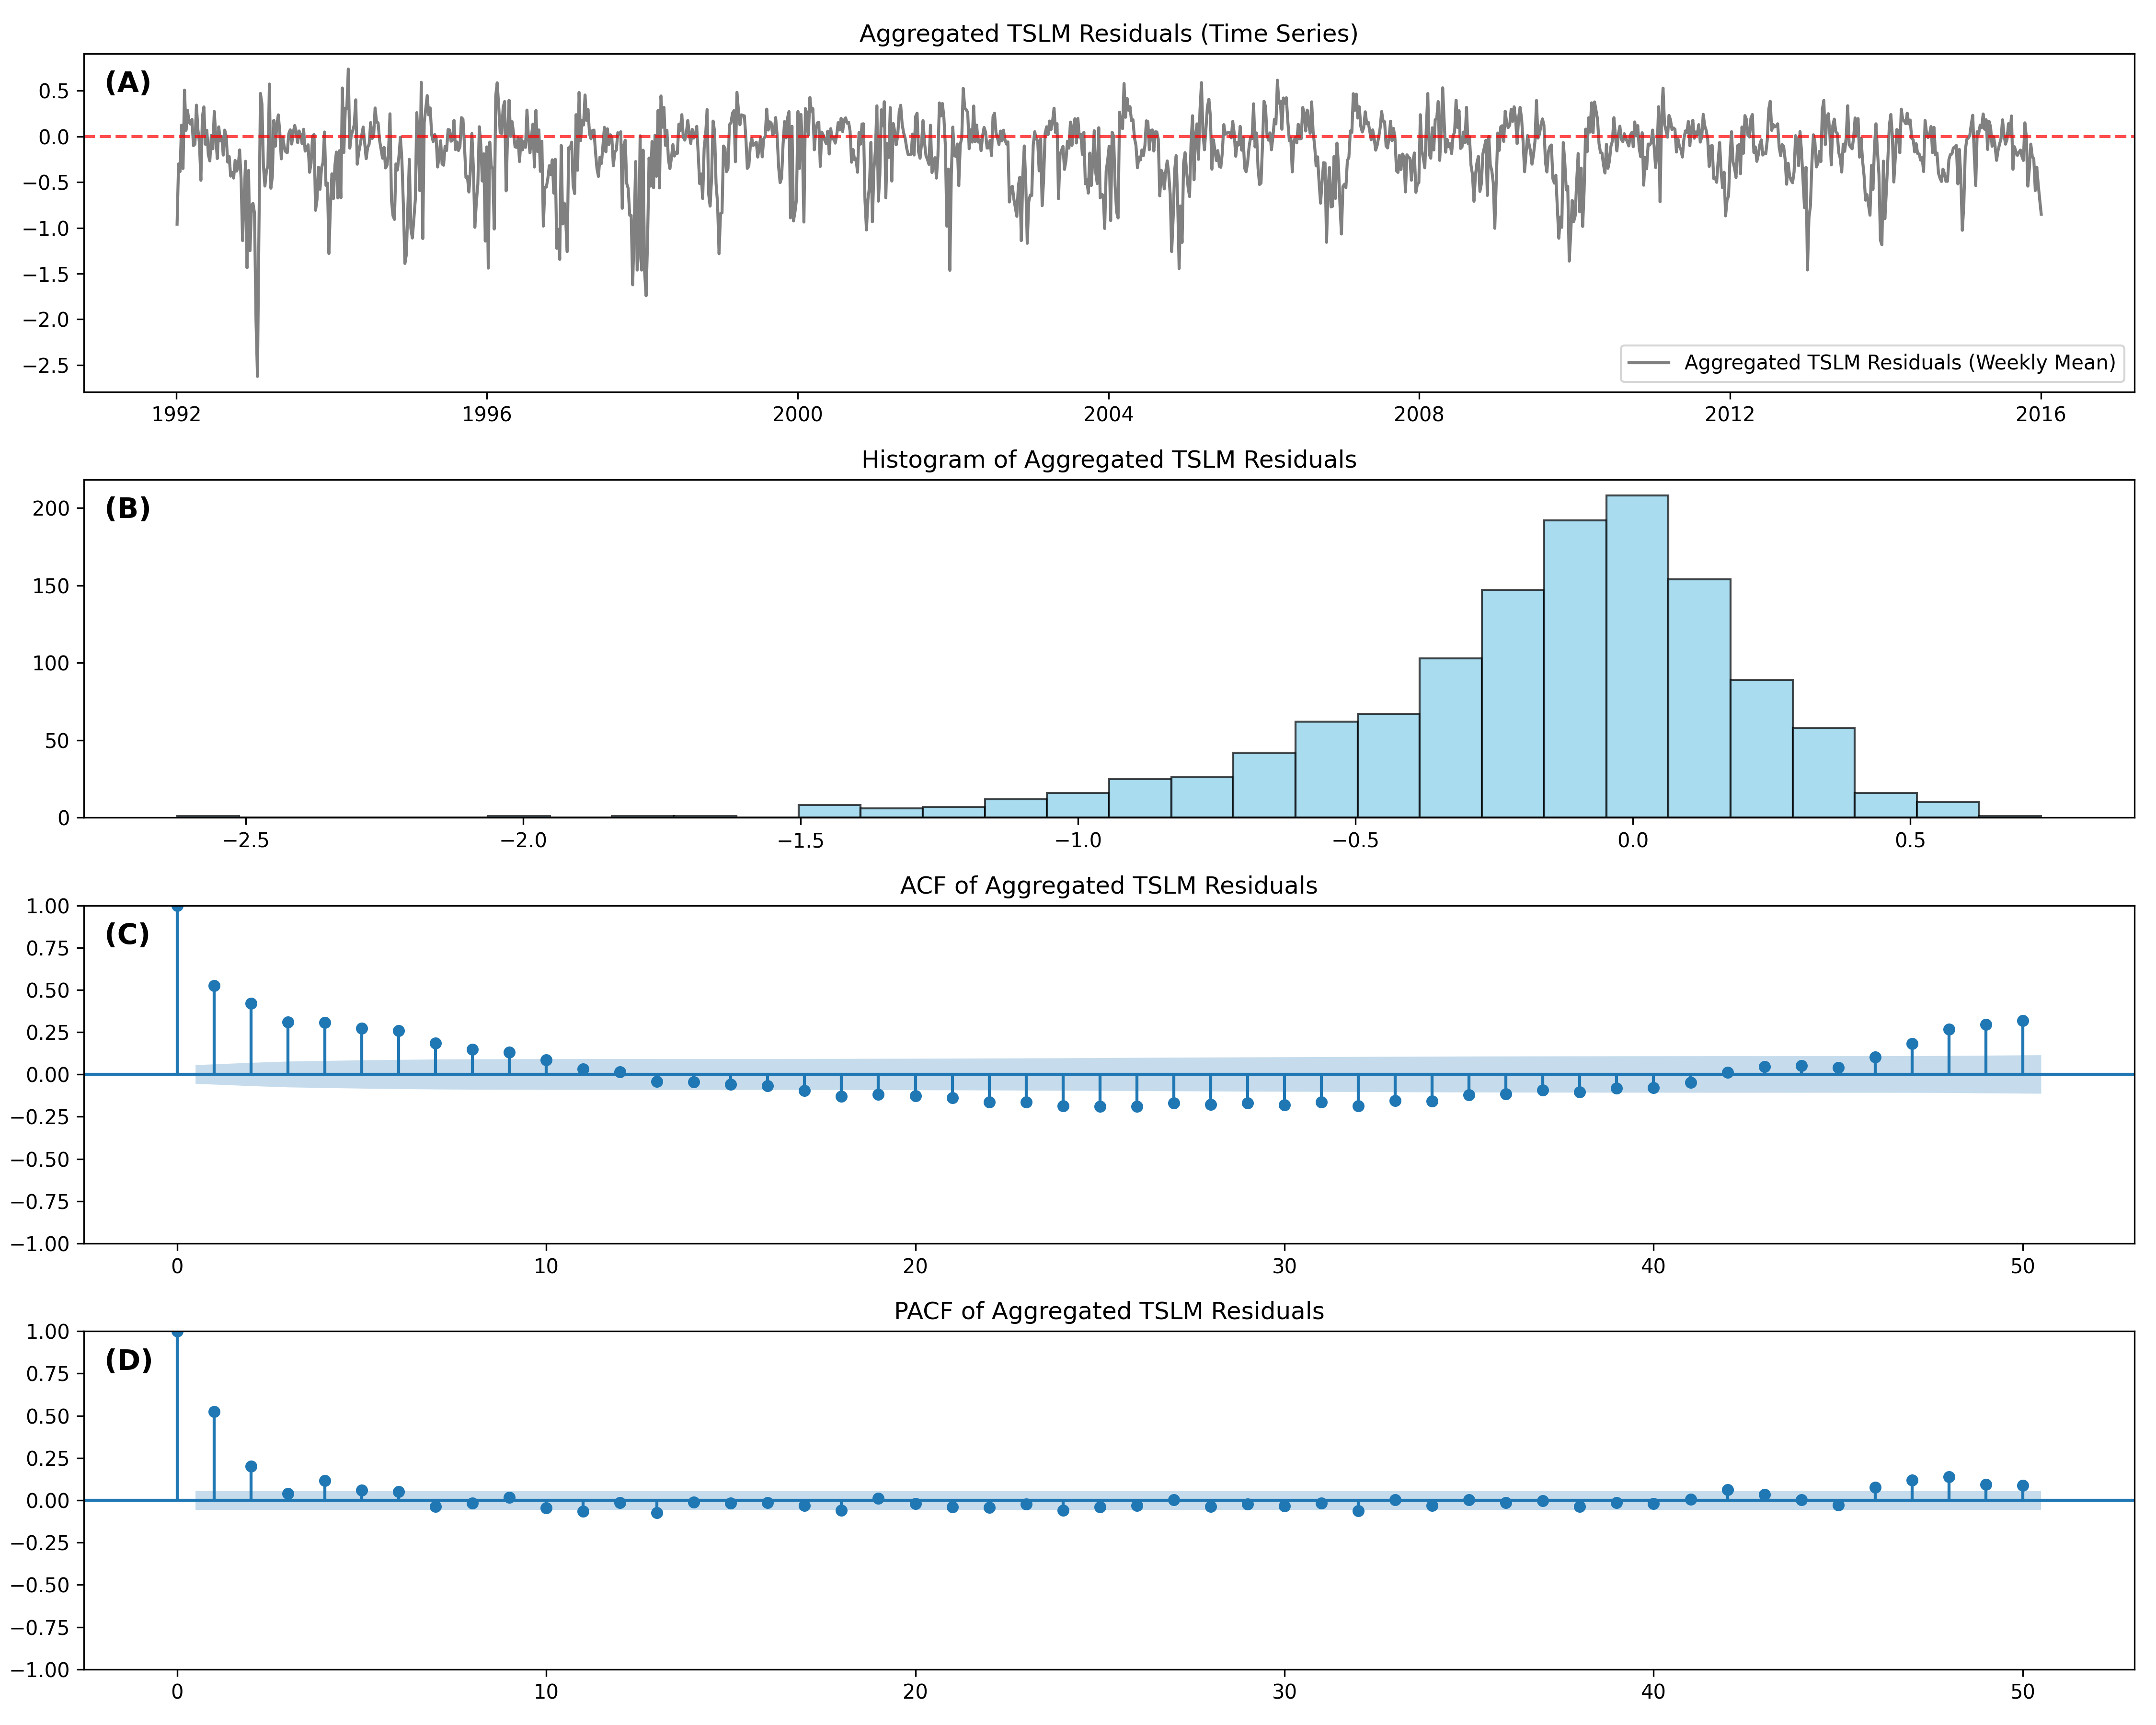 Aggregated TSLM Residuals (Time Series)
(A)
0.5
0.0
−0.5
−1.0
−1.5
−2.0
−2.5
Aggregated TSLM Residuals (Weekly Mean)
1992 1996 2000 2004 2008 2012 2016
Histogram of Aggregated TSLM Residuals
(B)
200
150
100
50
0
−2.5 −2.0 −1.5 −1.0 −0.5 0.0 0.5
ACF of Aggregated TSLM Residuals
(C)
1.00
0.75
0.50
0.25
0.00
−0.25
−0.50
−0.75
−1.00
0 10 20 30 40 50
PACF of Aggregated TSLM Residuals
(D)
1.00
0.75
0.50
0.25
0.00
−0.25
−0.50
−0.75
−1.00
0 10 20 30 40 50